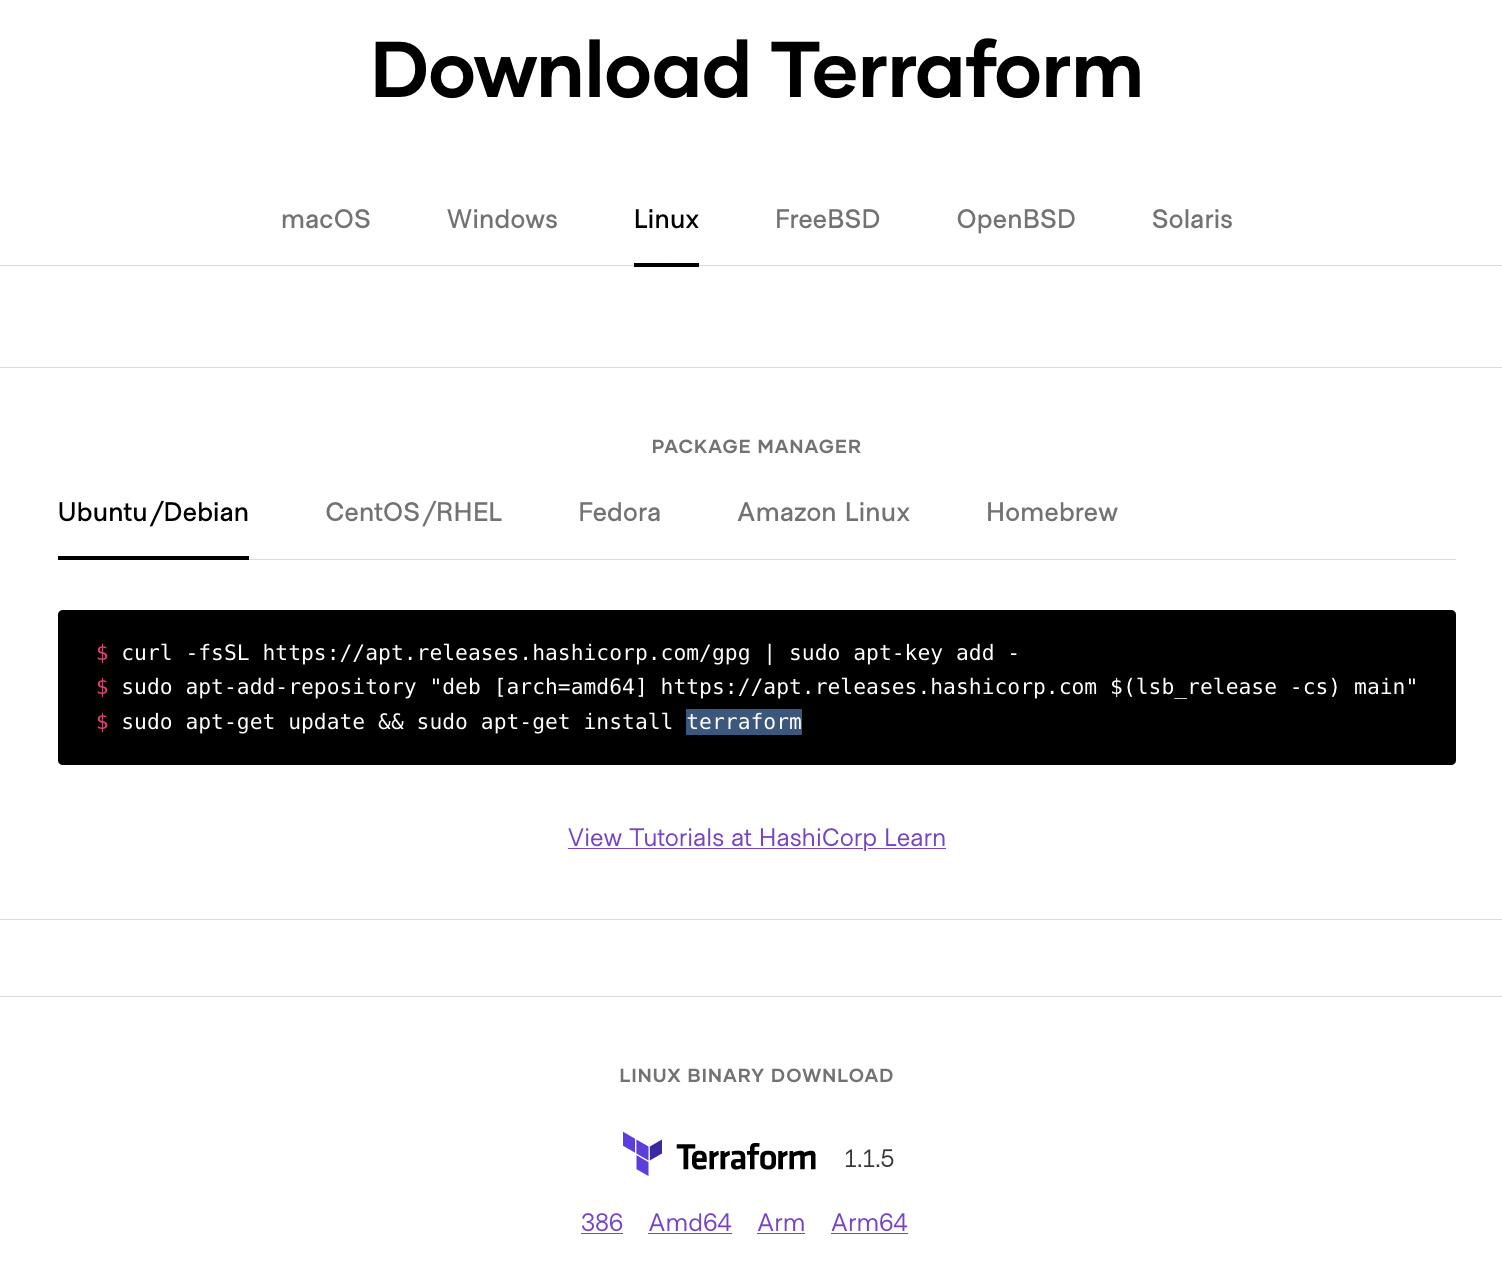 Download Terraform
macOS Windows Linux FreeBSD OpenBSD Solaris
PACKAGE MANAGER
Ubuntu/Debian CentOS/RHEL Fedora Amazon Linux Homebrew
$ curl -fsSL https://apt.releases.hashicorp.com/gpg | sudo apt-key add -
$ sudo apt-add-repository "deb [arch=amd64] https://apt.releases.hashicorp.com $(lsb_release -cs) main"
$ sudo apt-get update && sudo apt-get install terraform
View Tutorials at HashiCorp Learn
LINUX BINARY DOWNLOAD
Terraform 1.1.5
386 Amd64 Arm Arm64